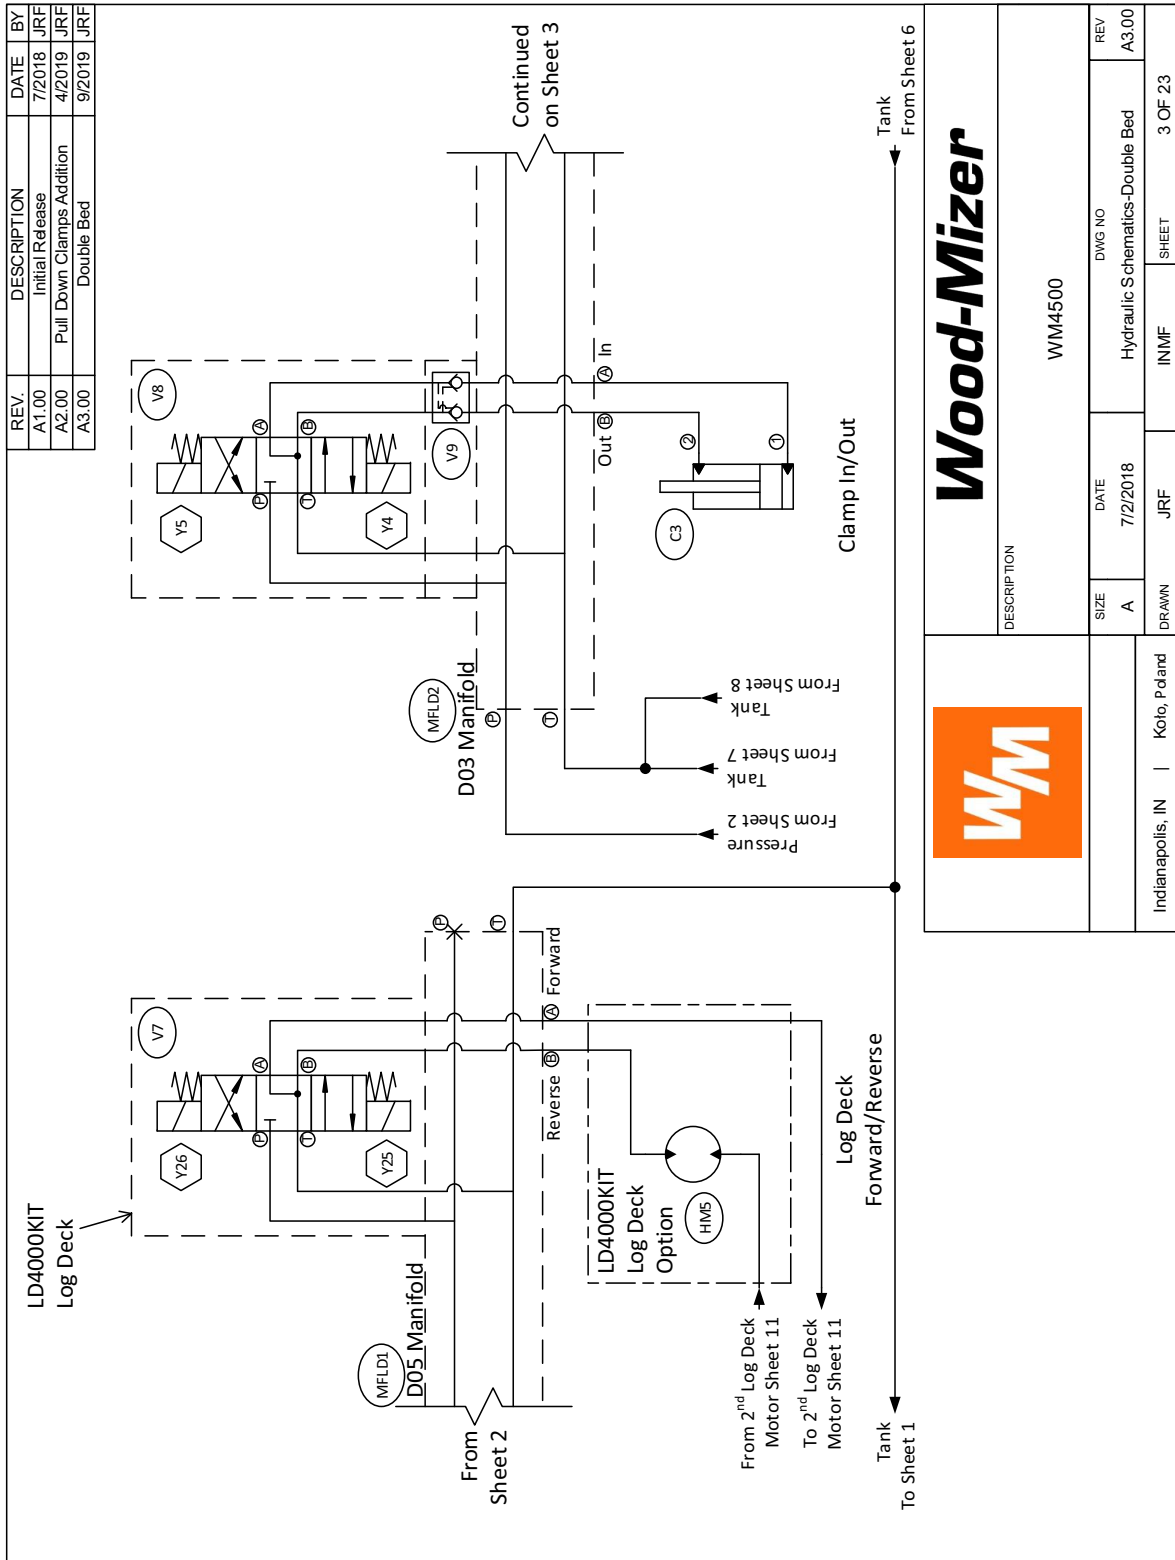 REV. DESCRIPTION DATE BY
A1.00 Initial Release 7/2018 JRF
A2.00 Pull Down Clamps Addition 4/2019 JRF
A3.00 Double Bed 9/2019 JRF
LD4000KIT
Log Deck
V7
Y26
Y25
A
B
P
T
MFLD1
D05 Manifold
From
Sheet 2
P
T
Reverse B
A Forward
LD4000KIT
Log Deck
Option
HM5
From 2nd Log Deck
Motor Sheet 11
To 2nd Log Deck
Motor Sheet 11
Log Deck
Forward/Reverse
Tank
To Sheet 1
V8
Y5
Y4
A
B
P
T
V9
MFLD2
D03 Manifold
P
T
Continued
on Sheet 3
Out B
A In
2
1
C3
Clamp In/Out
Pressure
From Sheet 2
Tank
From Sheet 7
Tank
From Sheet 8
Tank
From Sheet 6
WM
Wood-Mizer
DESCRIPTION
WM4500
SIZE
A
DATE
7/2/2018
DWG NO
Hydraulic Schematics-Double Bed
REV
A3.00
Indianapolis, IN | Koło, Poland
DRAWN JRF INMF SHEET 3 OF 23